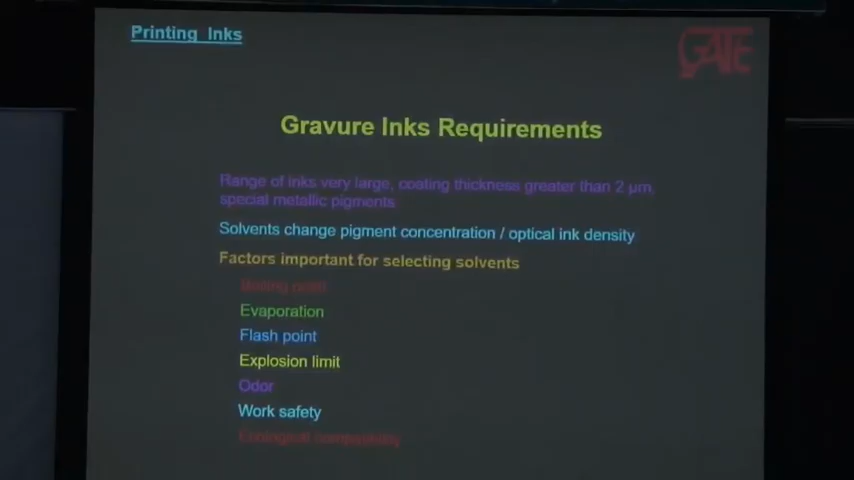 Printing Inks
GATE
Gravure Inks Requirements
Range of inks very large, coating thickness greater than 2 µm,
special metallic pigments
Solvents change pigment concentration / optical ink density
Factors important for selecting solvents
Boiling point
Evaporation
Flash point
Explosion limit
Odor
Work safety
Ecological compatibility